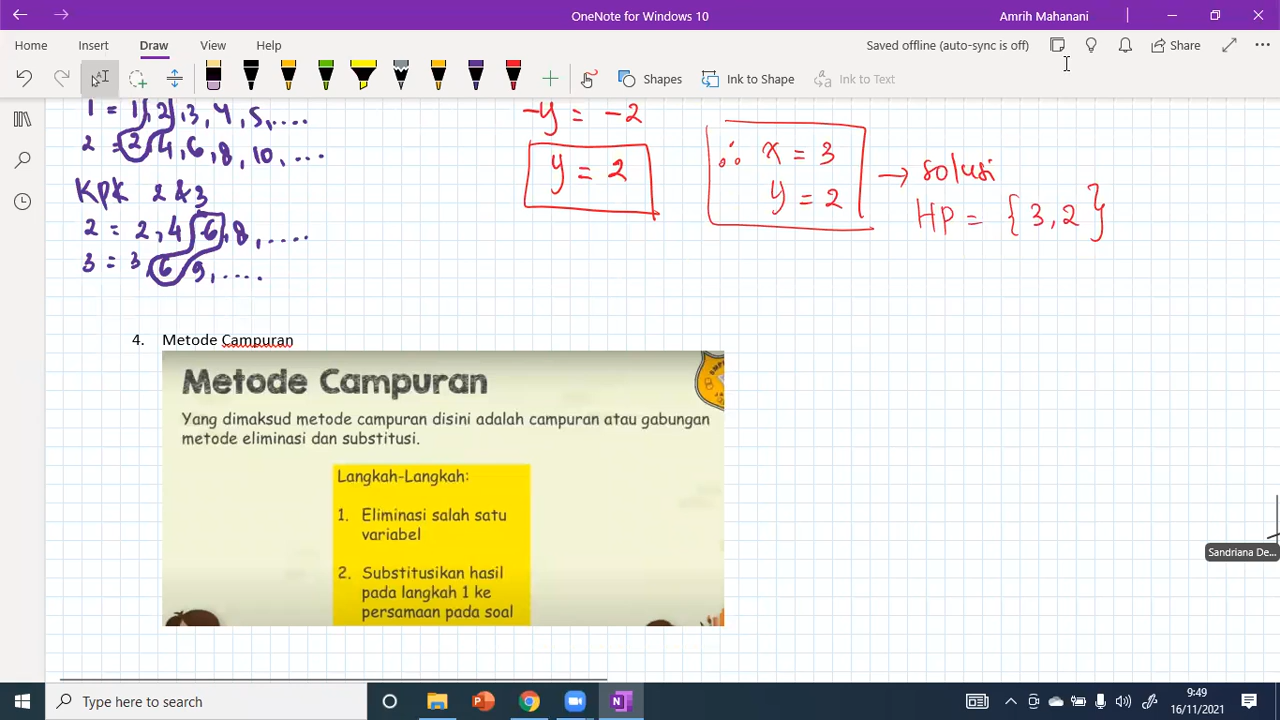 OneNote for Windows 10
Amrih Mahanani
Home Insert Draw View Help
Saved offline (auto-sync is off)
Share
Shapes
Ink to Shape
Ink to Text
1 = 1, 2, 3, 4, 5, ....
2 = 2, 4, 6, 8, 10, ...
KPK 2 & 3
2 = 2, 4, 6, 8, ....
3 = 3, 6, 9, ....
-y = -2
y = 2
∴ x = 3
y = 2
→ solusi
HP = {3, 2}
4. Metode Campuran
Metode Campuran
Yang dimaksud metode campuran disini adalah campuran atau gabungan
metode eliminasi dan substitusi.
Langkah-Langkah:
1. Eliminasi salah satu
variabel
2. Substitusikan hasil
pada langkah 1 ke
persamaan pada soal
Sandriana De...
Type here to search
9:49
16/11/2021